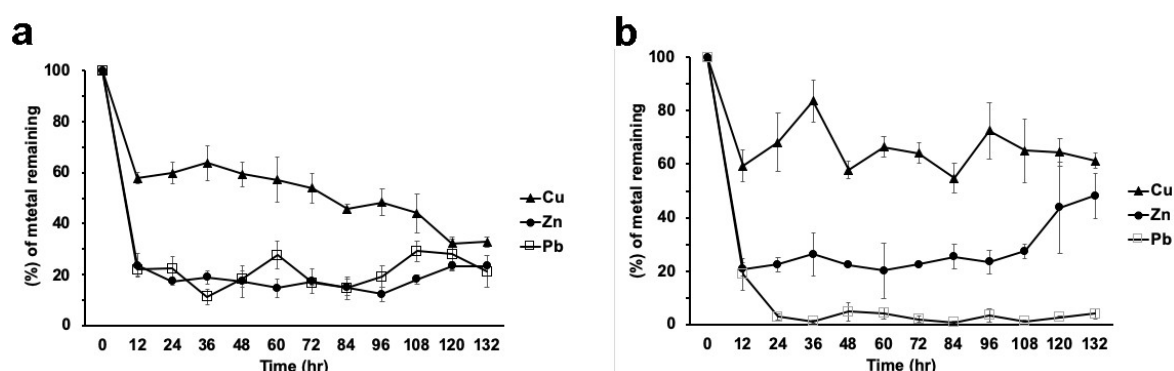 a
100
80
60
40
20
0
(%) of mtetal remaining
0 12 24 36 48 60 72 84 96 108 120 132
Time (hr)
Cu
Zn
Pb
b
100
80
60
40
20
0
(%) of metal remaining
0 12 24 36 48 60 72 84 96 108 120 132
Time (hr)
Cu
Zn
Pb